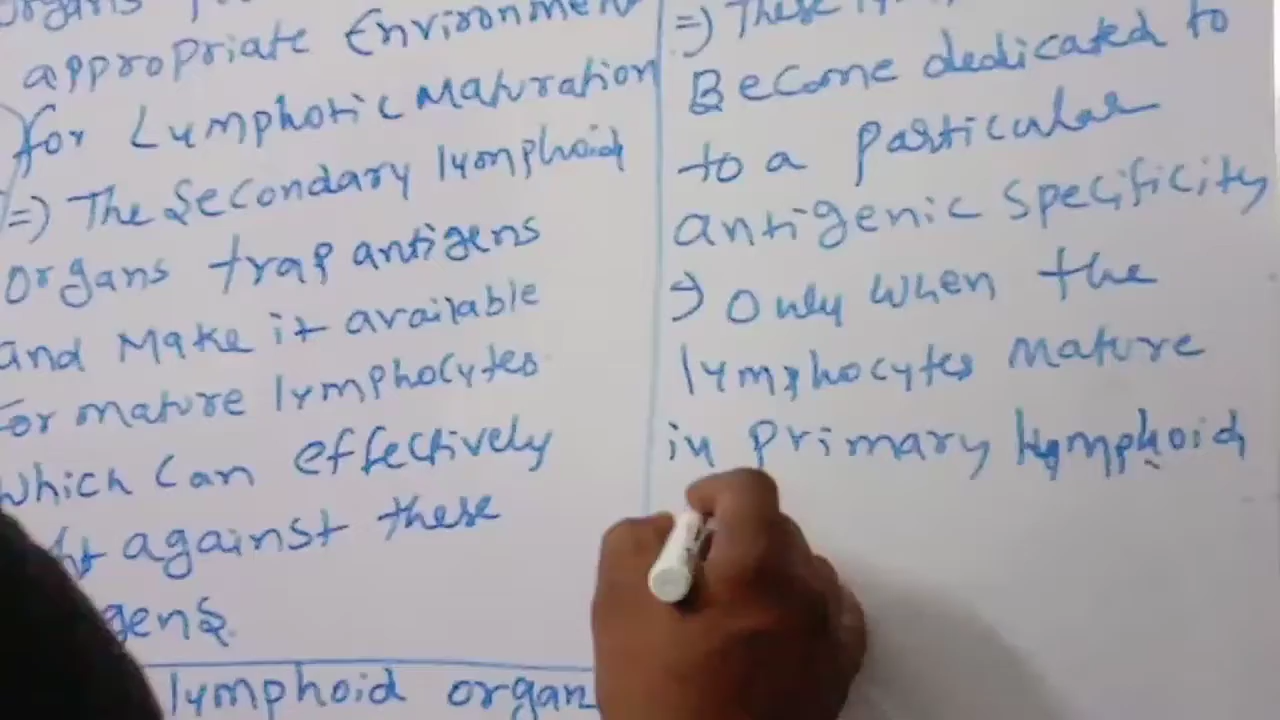 organs
appropriate Environment
for Lymphotic Maturation
=) The Secondary lymphoid
organs trap antigens
and Make it available
For mature lymphocytes
Which Can effectively
against these
gens.
lymphoid organ
=) These
Become dedicated to
to a particular
antigenic specificity
=) Only when the
lymphocytes mature
in primary lymphoid